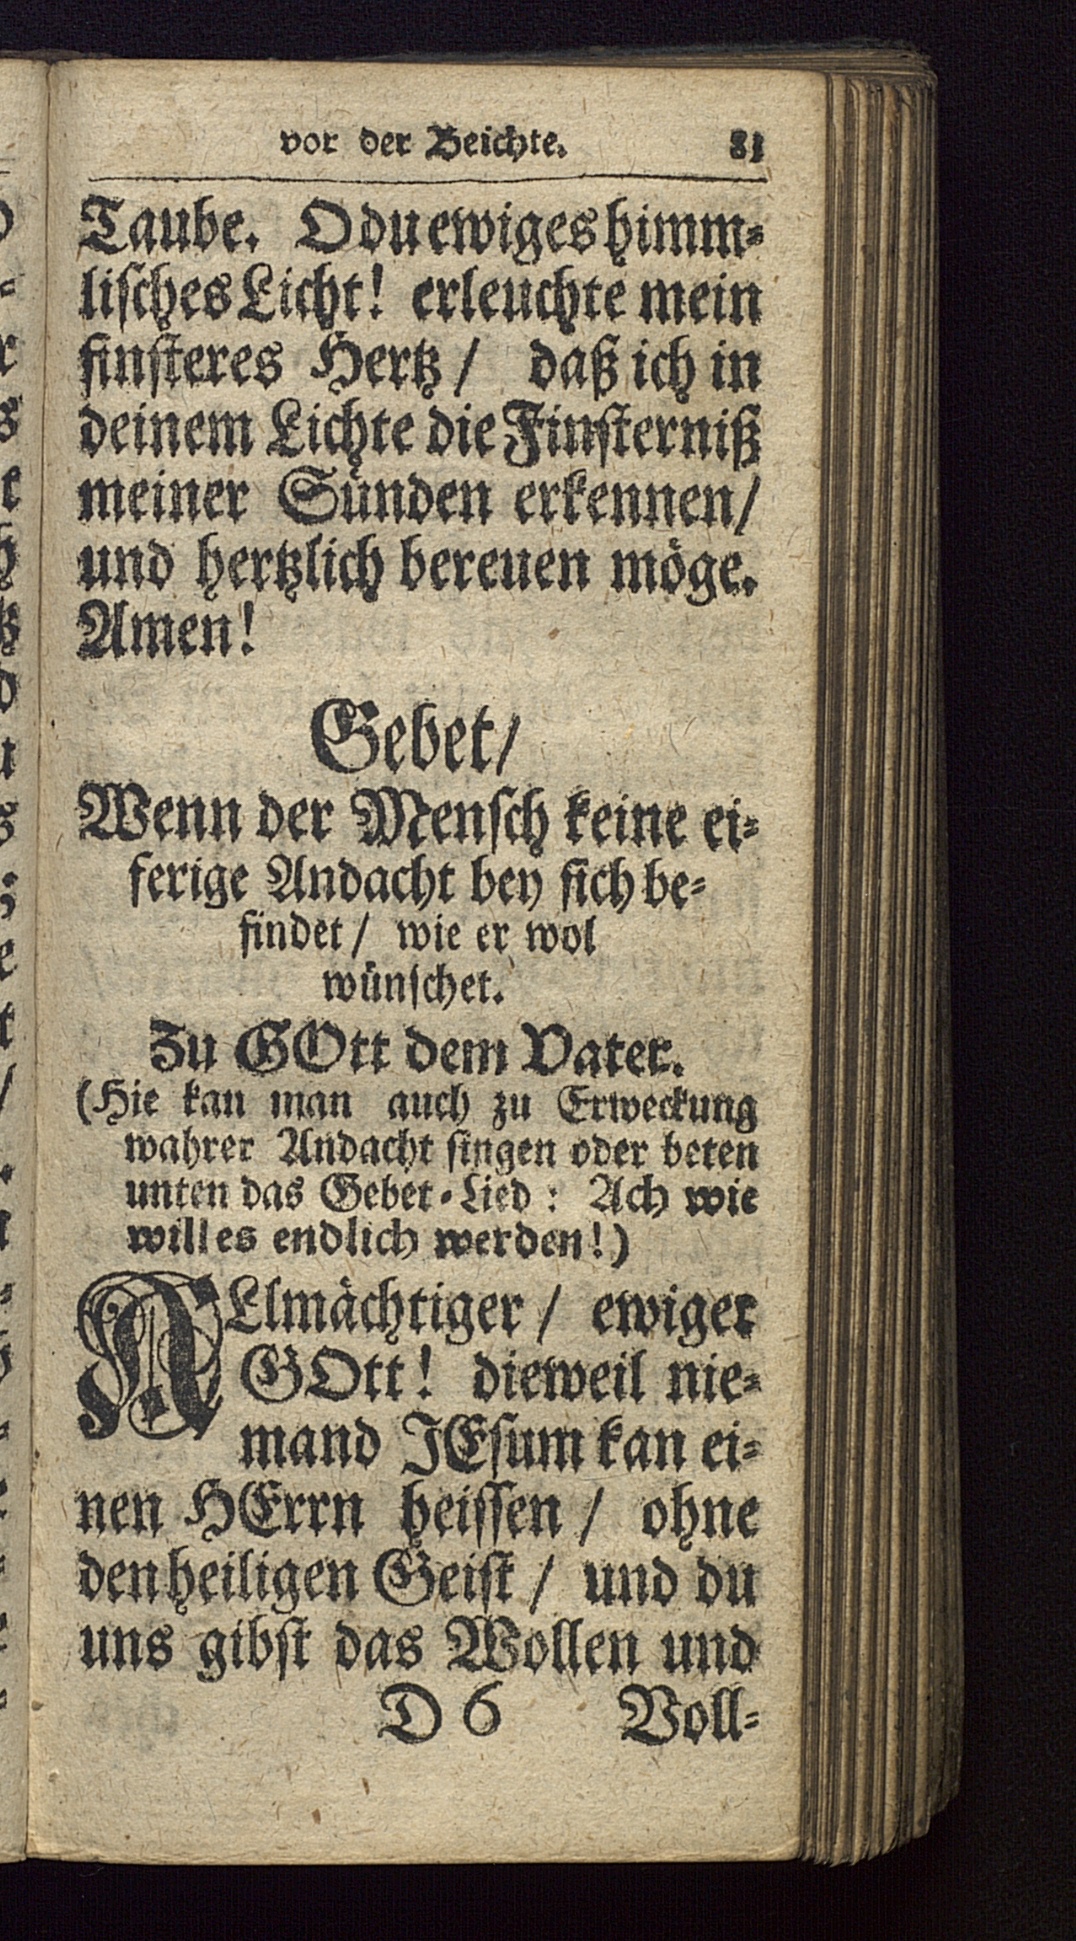 vor der Beichte. 81
Taube. O du ewiges himm-
lisches Licht! erleuchte mein
finsteres Hertz / daß ich in
deinem Lichte die Finsterniß
meiner Sünden erkennen/
und hertzlich bereuen möge.
Amen!
Gebet/
Wenn der Mensch keine ei-
ferige Andacht bey sich be-
findet / wie er wol
wünschet.
Zu GOtt dem Vater.
(Hie kan man auch zu Erweckung
wahrer Andacht singen oder beten
unten das Gebet-Lied: Ach wie
will es endlich werden!)
ALlmächtiger / ewiger
GOtt! dieweil nie-
mand JEsum kan ei-
nen HErrn heissen / ohne
den heiligen Geist / und du
uns gibst das Wollen und
D 6 Voll-